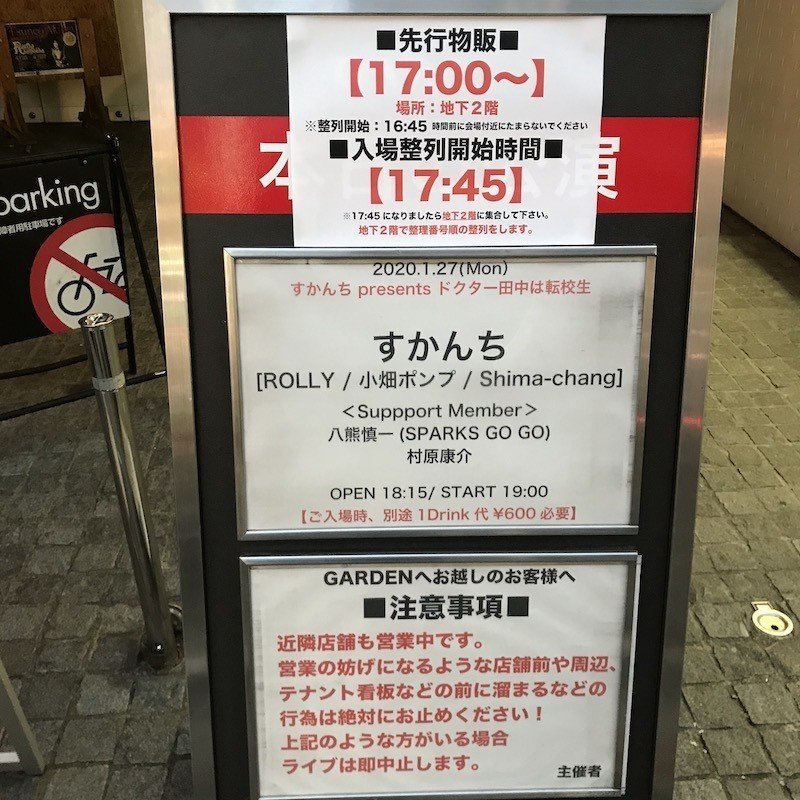 ■先行物販■
【17:00〜】
場所：地下２階
※整列開始：16:45 時間前に会場付近にたまらないでください
■入場整列開始時間■
【17:45】
※17:45 になりましたら地下２階に集合して下さい。
地下２階で整理番号順の整列をします。
本 演
2020.1.27(Mon)
すかんち presents ドクター田中は転校生
すかんち
[ROLLY / 小畑ポンプ / Shima-chang]
＜Suppport Member＞
八熊慎一 (SPARKS GO GO)
村原康介
OPEN 18:15/ START 19:00
【ご入場時、別途 1Drink 代 ¥600 必要】
GARDENへお越しのお客様へ
■注意事項■
近隣店舗も営業中です。
営業の妨げになるような店舗前や周辺、
テナント看板などの前に溜まるなどの
行為は絶対にお止めください！
上記のような方がいる場合
ライブは即中止します。
主催者
parking
障者用駐車場です